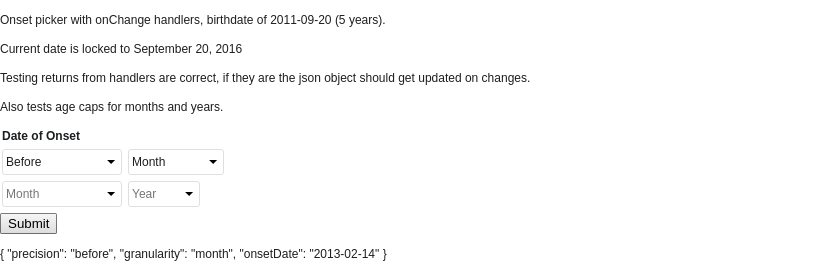 Onset picker with onChange handlers, birthdate of 2011-09-20 (5 years).
Current date is locked to September 20, 2016
Testing returns from handlers are correct, if they are the json object should get updated on changes.
Also tests age caps for months and years.
Date of Onset
Before Month
Month Year
Submit
{ "precision": "before", "granularity": "month", "onsetDate": "2013-02-14" }